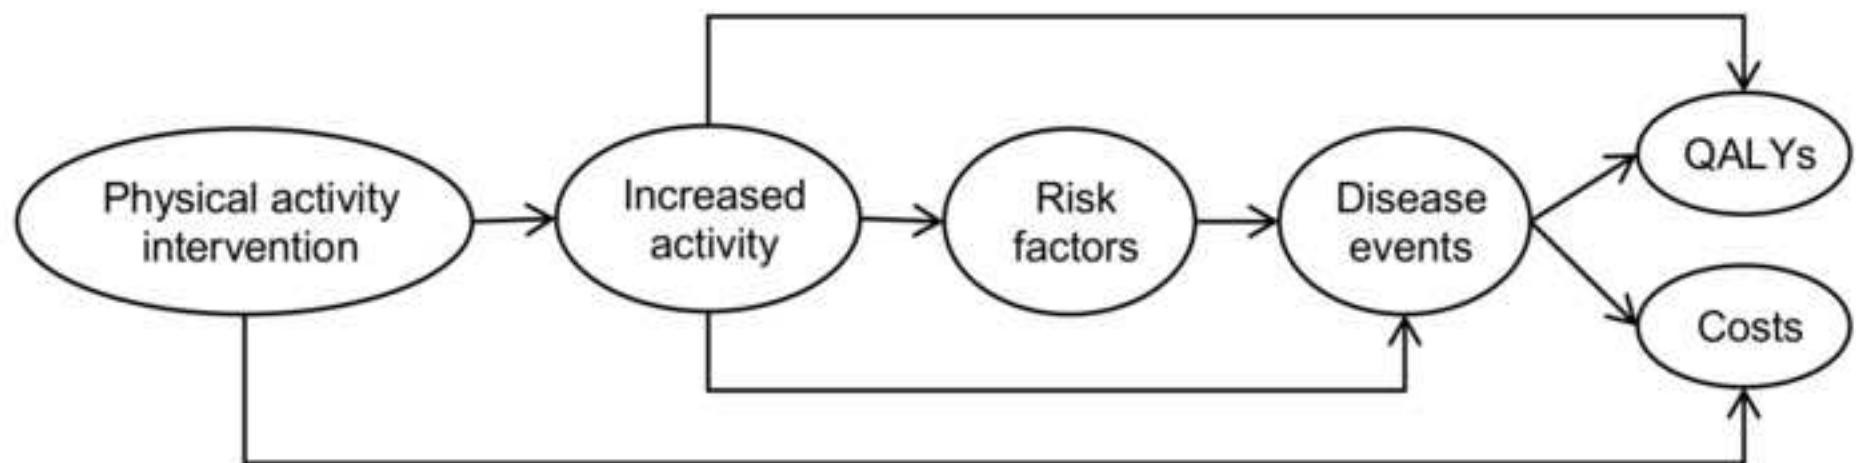 Physical activity
intervention
Increased
activity
Risk
factors
Disease
events
QALYs
Costs